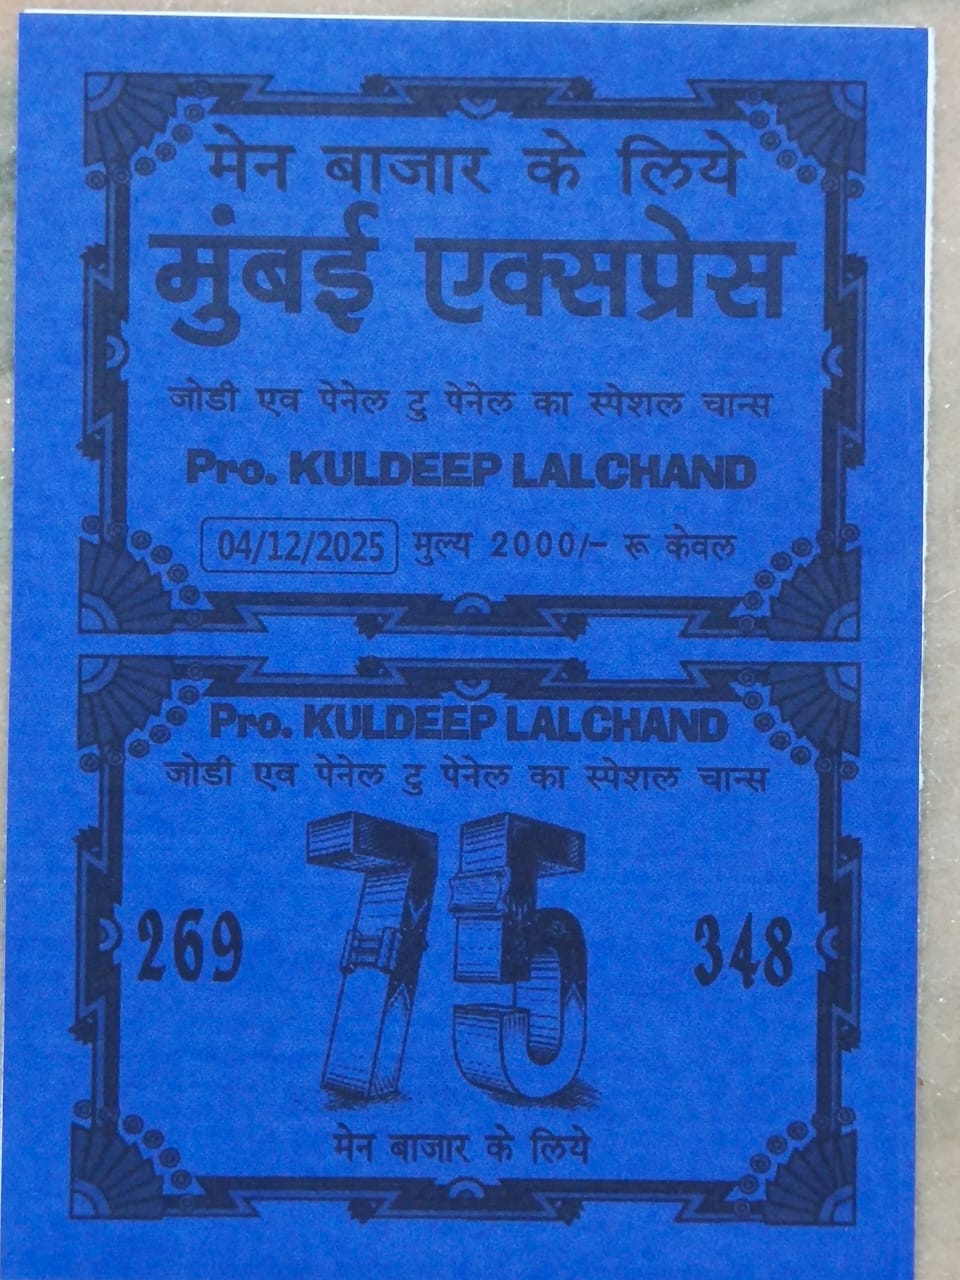 मेन बाजार के लिये
मुंबई एक्सप्रेस
जोडी एव पेनेल टु पेनेल का स्पेशल चान्स
Pro. KULDEEP LALCHAND
04/12/2025 मुल्य 2000/- रू केवल
Pro. KULDEEP LALCHAND
जोडी एव पेनेल टु पेनेल का स्पेशल चान्स
269 75 348
मेन बाजार के लिये